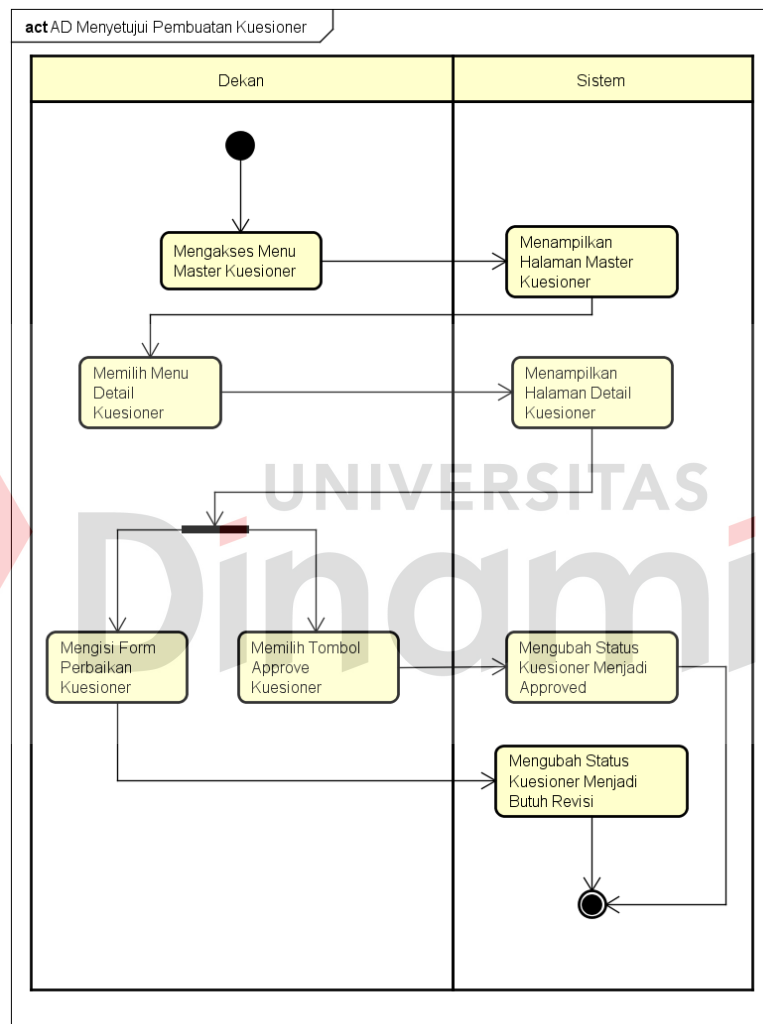 act AD Menyetujui Pembuatan Kuesioner
Dekan
Sistem
Mengakses Menu
Master Kuesioner
Menampilkan
Halaman Master
Kuesioner
Memilih Menu
Detail
Kuesioner
Menampilkan
Halaman Detail
Kuesioner
UNIVERSITAS
Dinami
Mengisi Form
Perbaikan
Kuesioner
Memilih Tombol
Approve
Kuesioner
Mengubah Status
Kuesioner Menjadi
Approved
Mengubah Status
Kuesioner Menjadi
Butuh Revisi